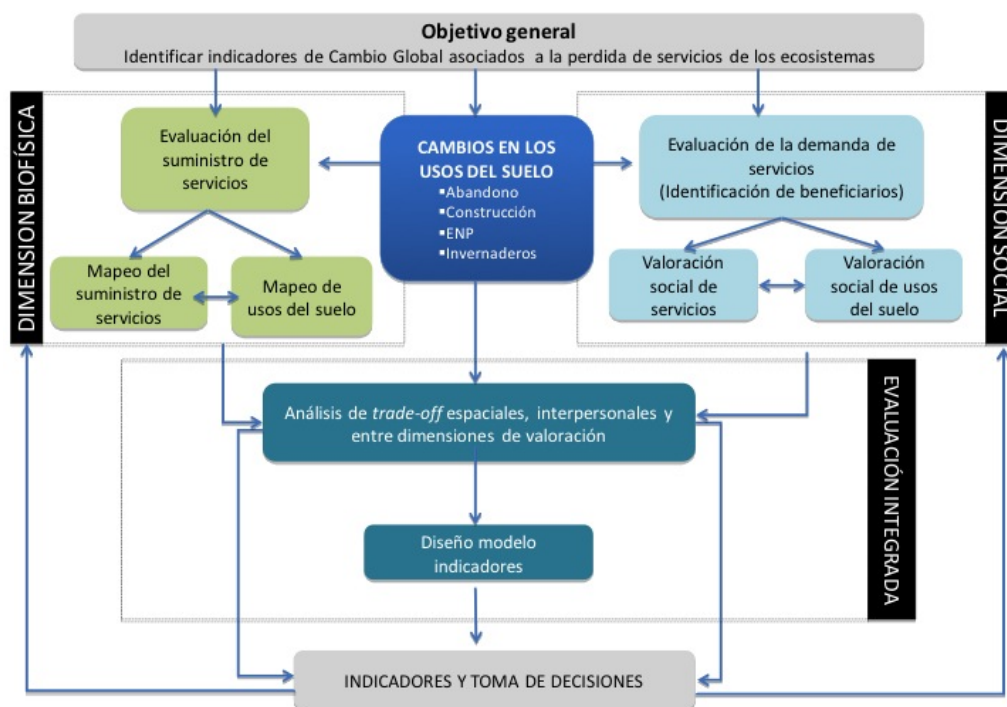 Objetivo general
Identificar indicadores de Cambio Global asociados a la perdida de servicios de los ecosistemas
DIMENSION BIOFÍSICA
Evaluación del
suministro de
servicios
Mapeo del
suministro de
servicios
Mapeo de
usos del suelo
CAMBIOS EN LOS
USOS DEL SUELO
▪Abandono
▪Construcción
▪ENP
▪Invernaderos
Evaluación de la demanda de
servicios
(Identificación de beneficiarios)
Valoración
social de
servicios
Valoración
social de usos
del suelo
DIMENSION SOCIAL
Análisis de trade-off espaciales, interpersonales y
entre dimensiones de valoración
Diseño modelo
indicadores
EVALUACIÓN INTEGRADA
INDICADORES Y TOMA DE DECISIONES